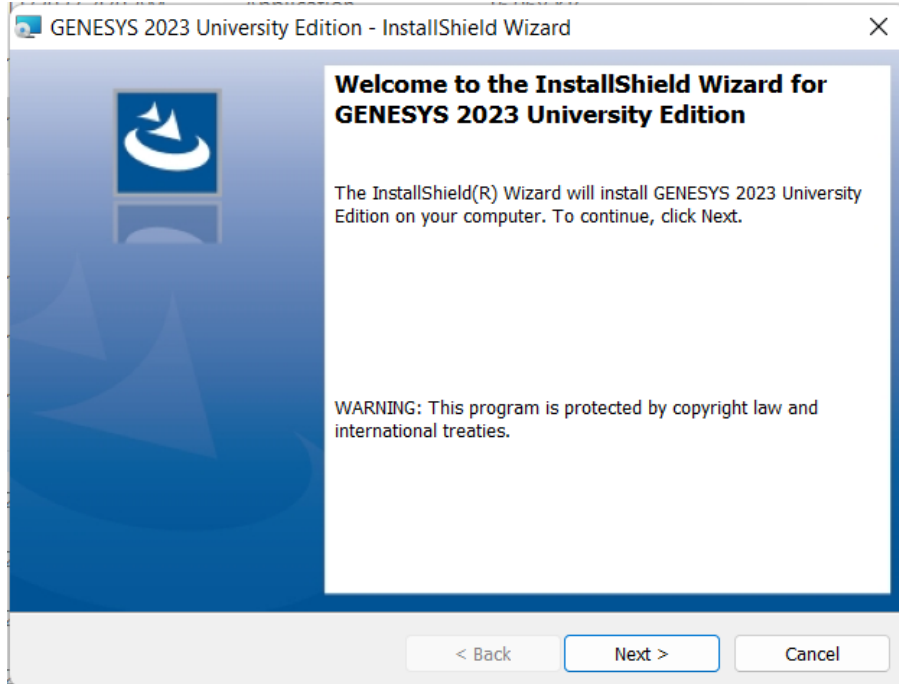 GENESYS 2023 University Edition - InstallShield Wizard
Welcome to the InstallShield Wizard for
GENESYS 2023 University Edition
The InstallShield(R) Wizard will install GENESYS 2023 University
Edition on your computer. To continue, click Next.
WARNING: This program is protected by copyright law and
international treaties.
< Back Next > Cancel